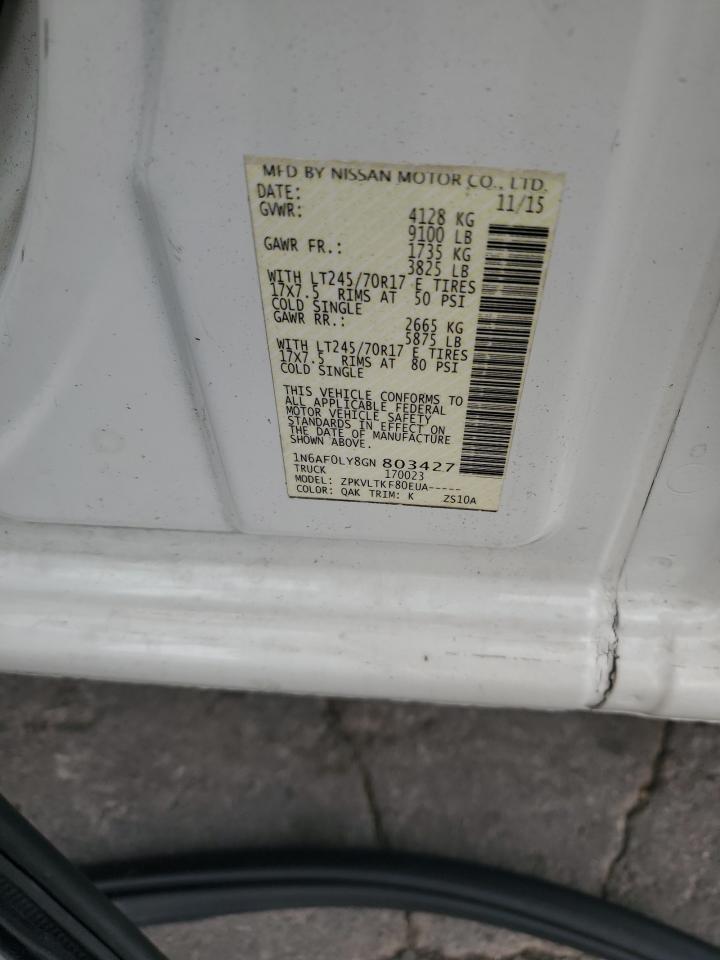 MFD BY NISSAN MOTOR CO., LTD.
DATE: 11/15
GVWR: 4128 KG
9100 LB
GAWR FR.: 1735 KG
3825 LB
WITH LT245/70R17 E TIRES
17X7.5 RIMS AT 50 PSI
COLD SINGLE
GAWR RR.: 2665 KG
5875 LB
WITH LT245/70R17 E TIRES
17X7.5 RIMS AT 80 PSI
COLD SINGLE
THIS VEHICLE CONFORMS TO
ALL APPLICABLE FEDERAL
MOTOR VEHICLE SAFETY
STANDARDS IN EFFECT ON
THE DATE OF MANUFACTURE
SHOWN ABOVE.
1N6AF0LY8GN 803427
TRUCK 170023
MODEL: ZPKVLTKF80EUA-----
COLOR: QAK TRIM: K ZS10A